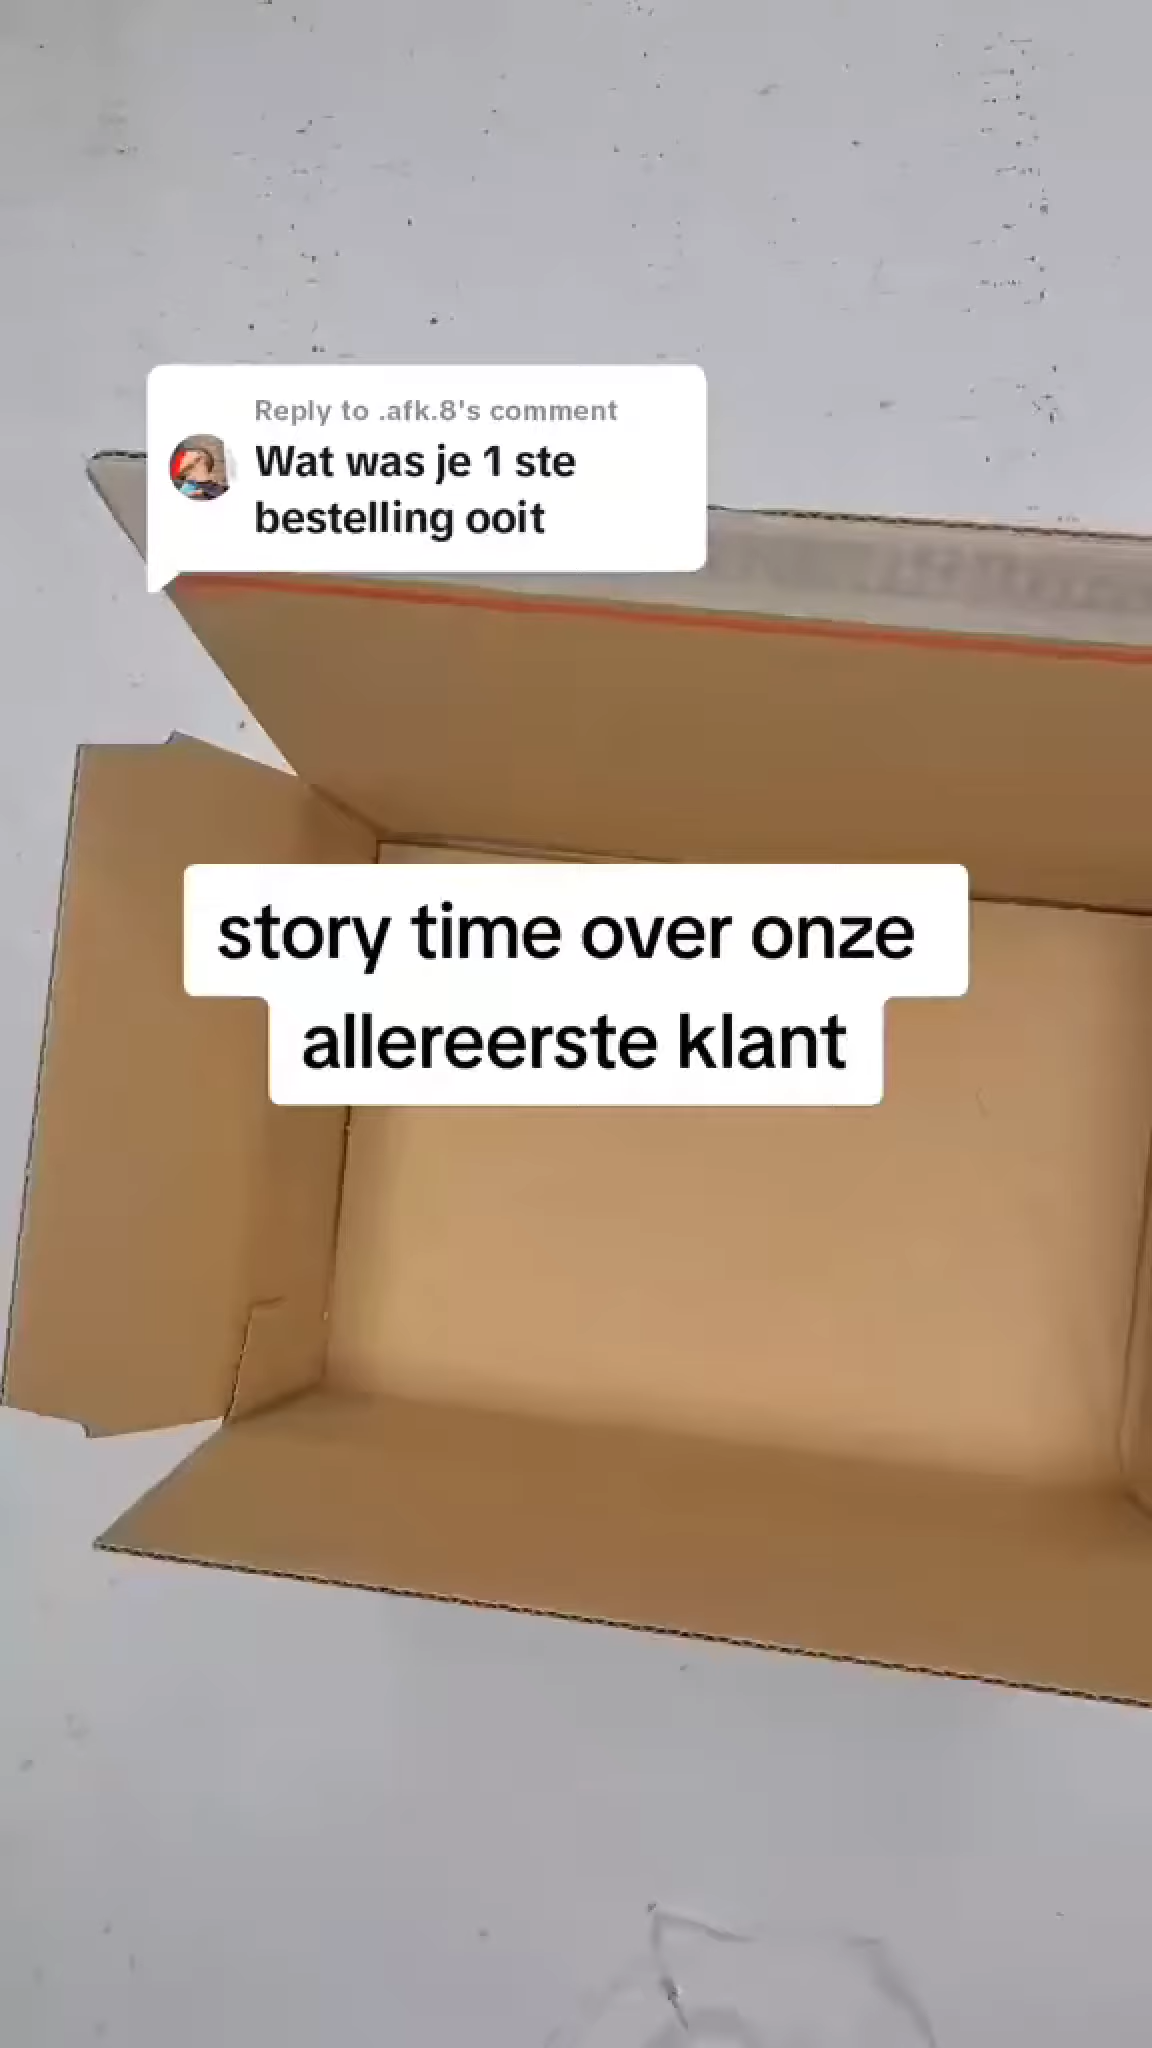 Reply to .afk.8's comment
Wat was je 1 ste
bestelling ooit
story time over onze
allereerste klant